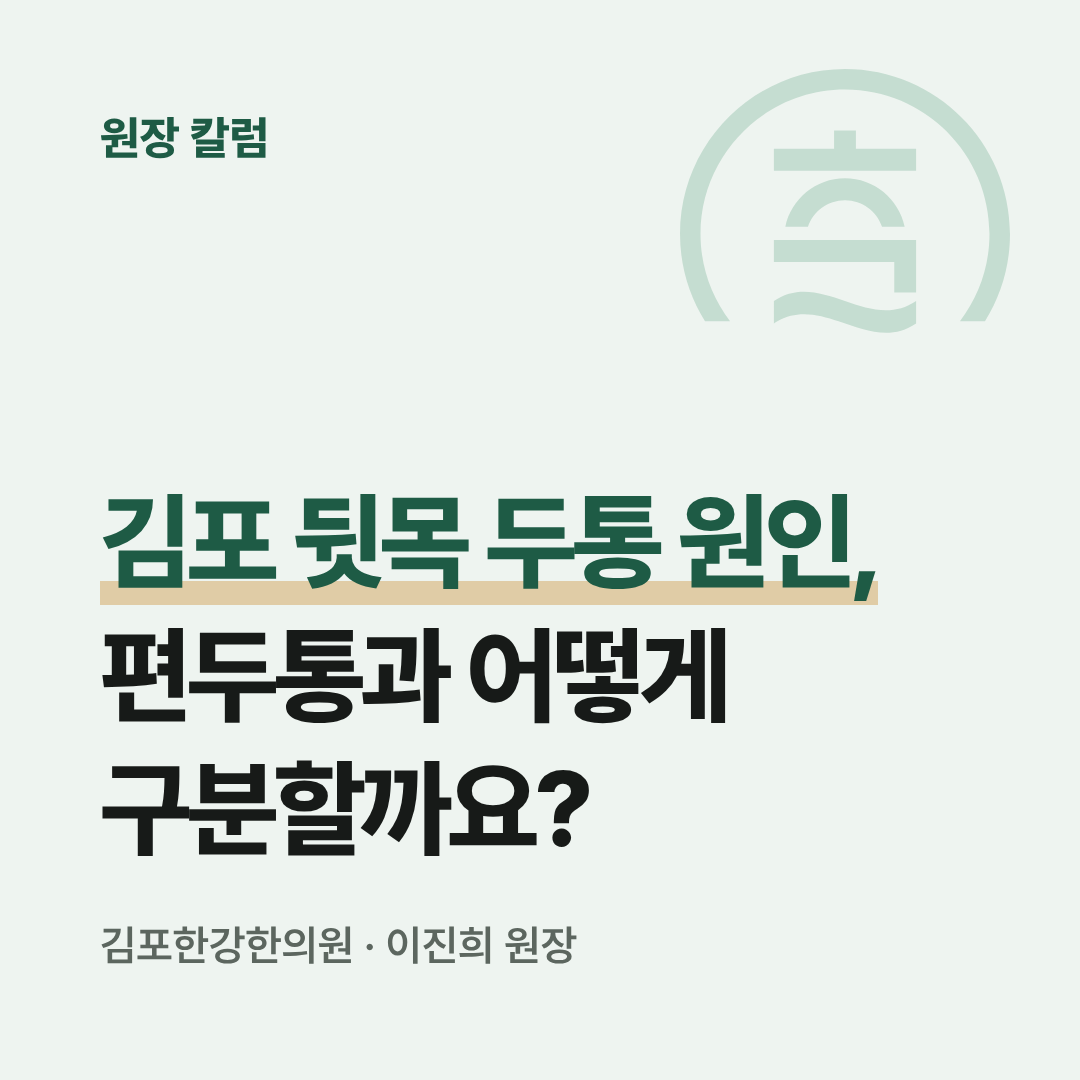 원장 칼럼
김포 뒷목 두통 원인,
편두통과 어떻게
구분할까요?
김포한강한의원 · 이진희 원장